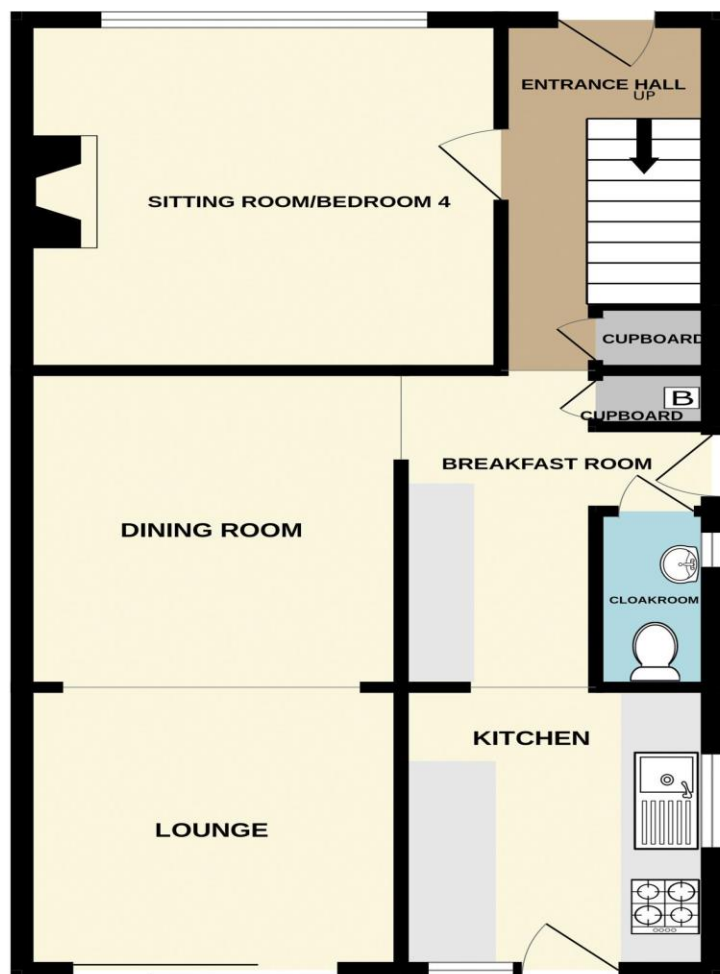 ENTRANCE HALL
UP
SITTING ROOM/BEDROOM 4
CUPBOARD
B
CUPBOARD
BREAKFAST ROOM
DINING ROOM
CLOAKROOM
KITCHEN
LOUNGE